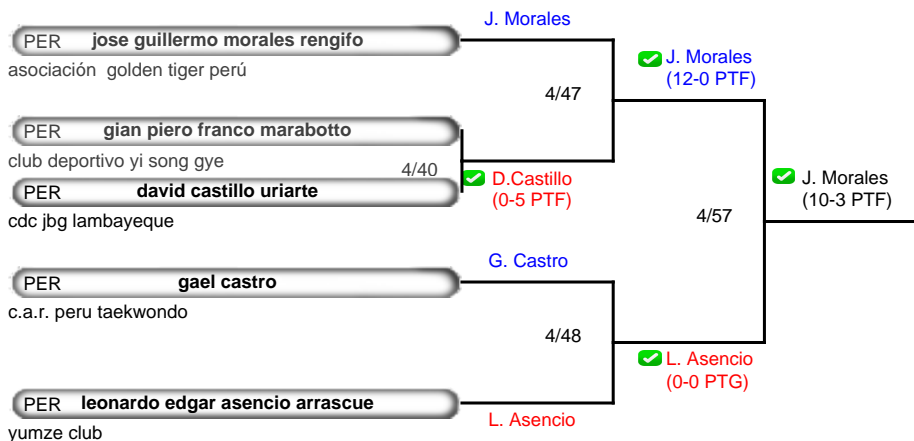 J. Morales
PER jose guillermo morales rengifo
asociación golden tiger perú
J. Morales
(12-0 PTF)
4/47
PER gian piero franco marabotto
club deportivo yi song gye
4/40
D.Castillo
(0-5 PTF)
PER david castillo uriarte
cdc jbg lambayeque
J. Morales
(10-3 PTF)
4/57
G. Castro
PER gael castro
c.a.r. peru taekwondo
4/48
L. Asencio
(0-0 PTG)
PER leonardo edgar asencio arrascue
L. Asencio
yumze club